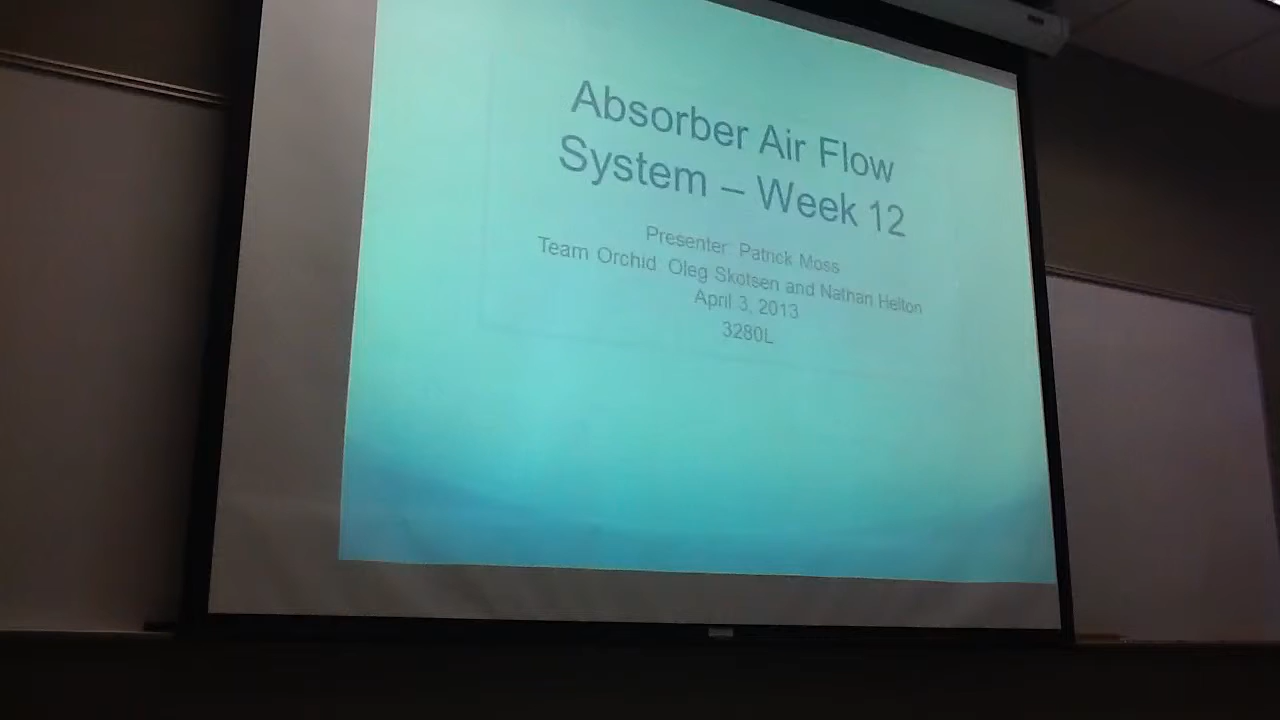 Absorber Air Flow
System – Week 12
Presenter: Patrick Moss
Team Orchid: Oleg Skotsen and Nathan Helton
April 3, 2013
3280L